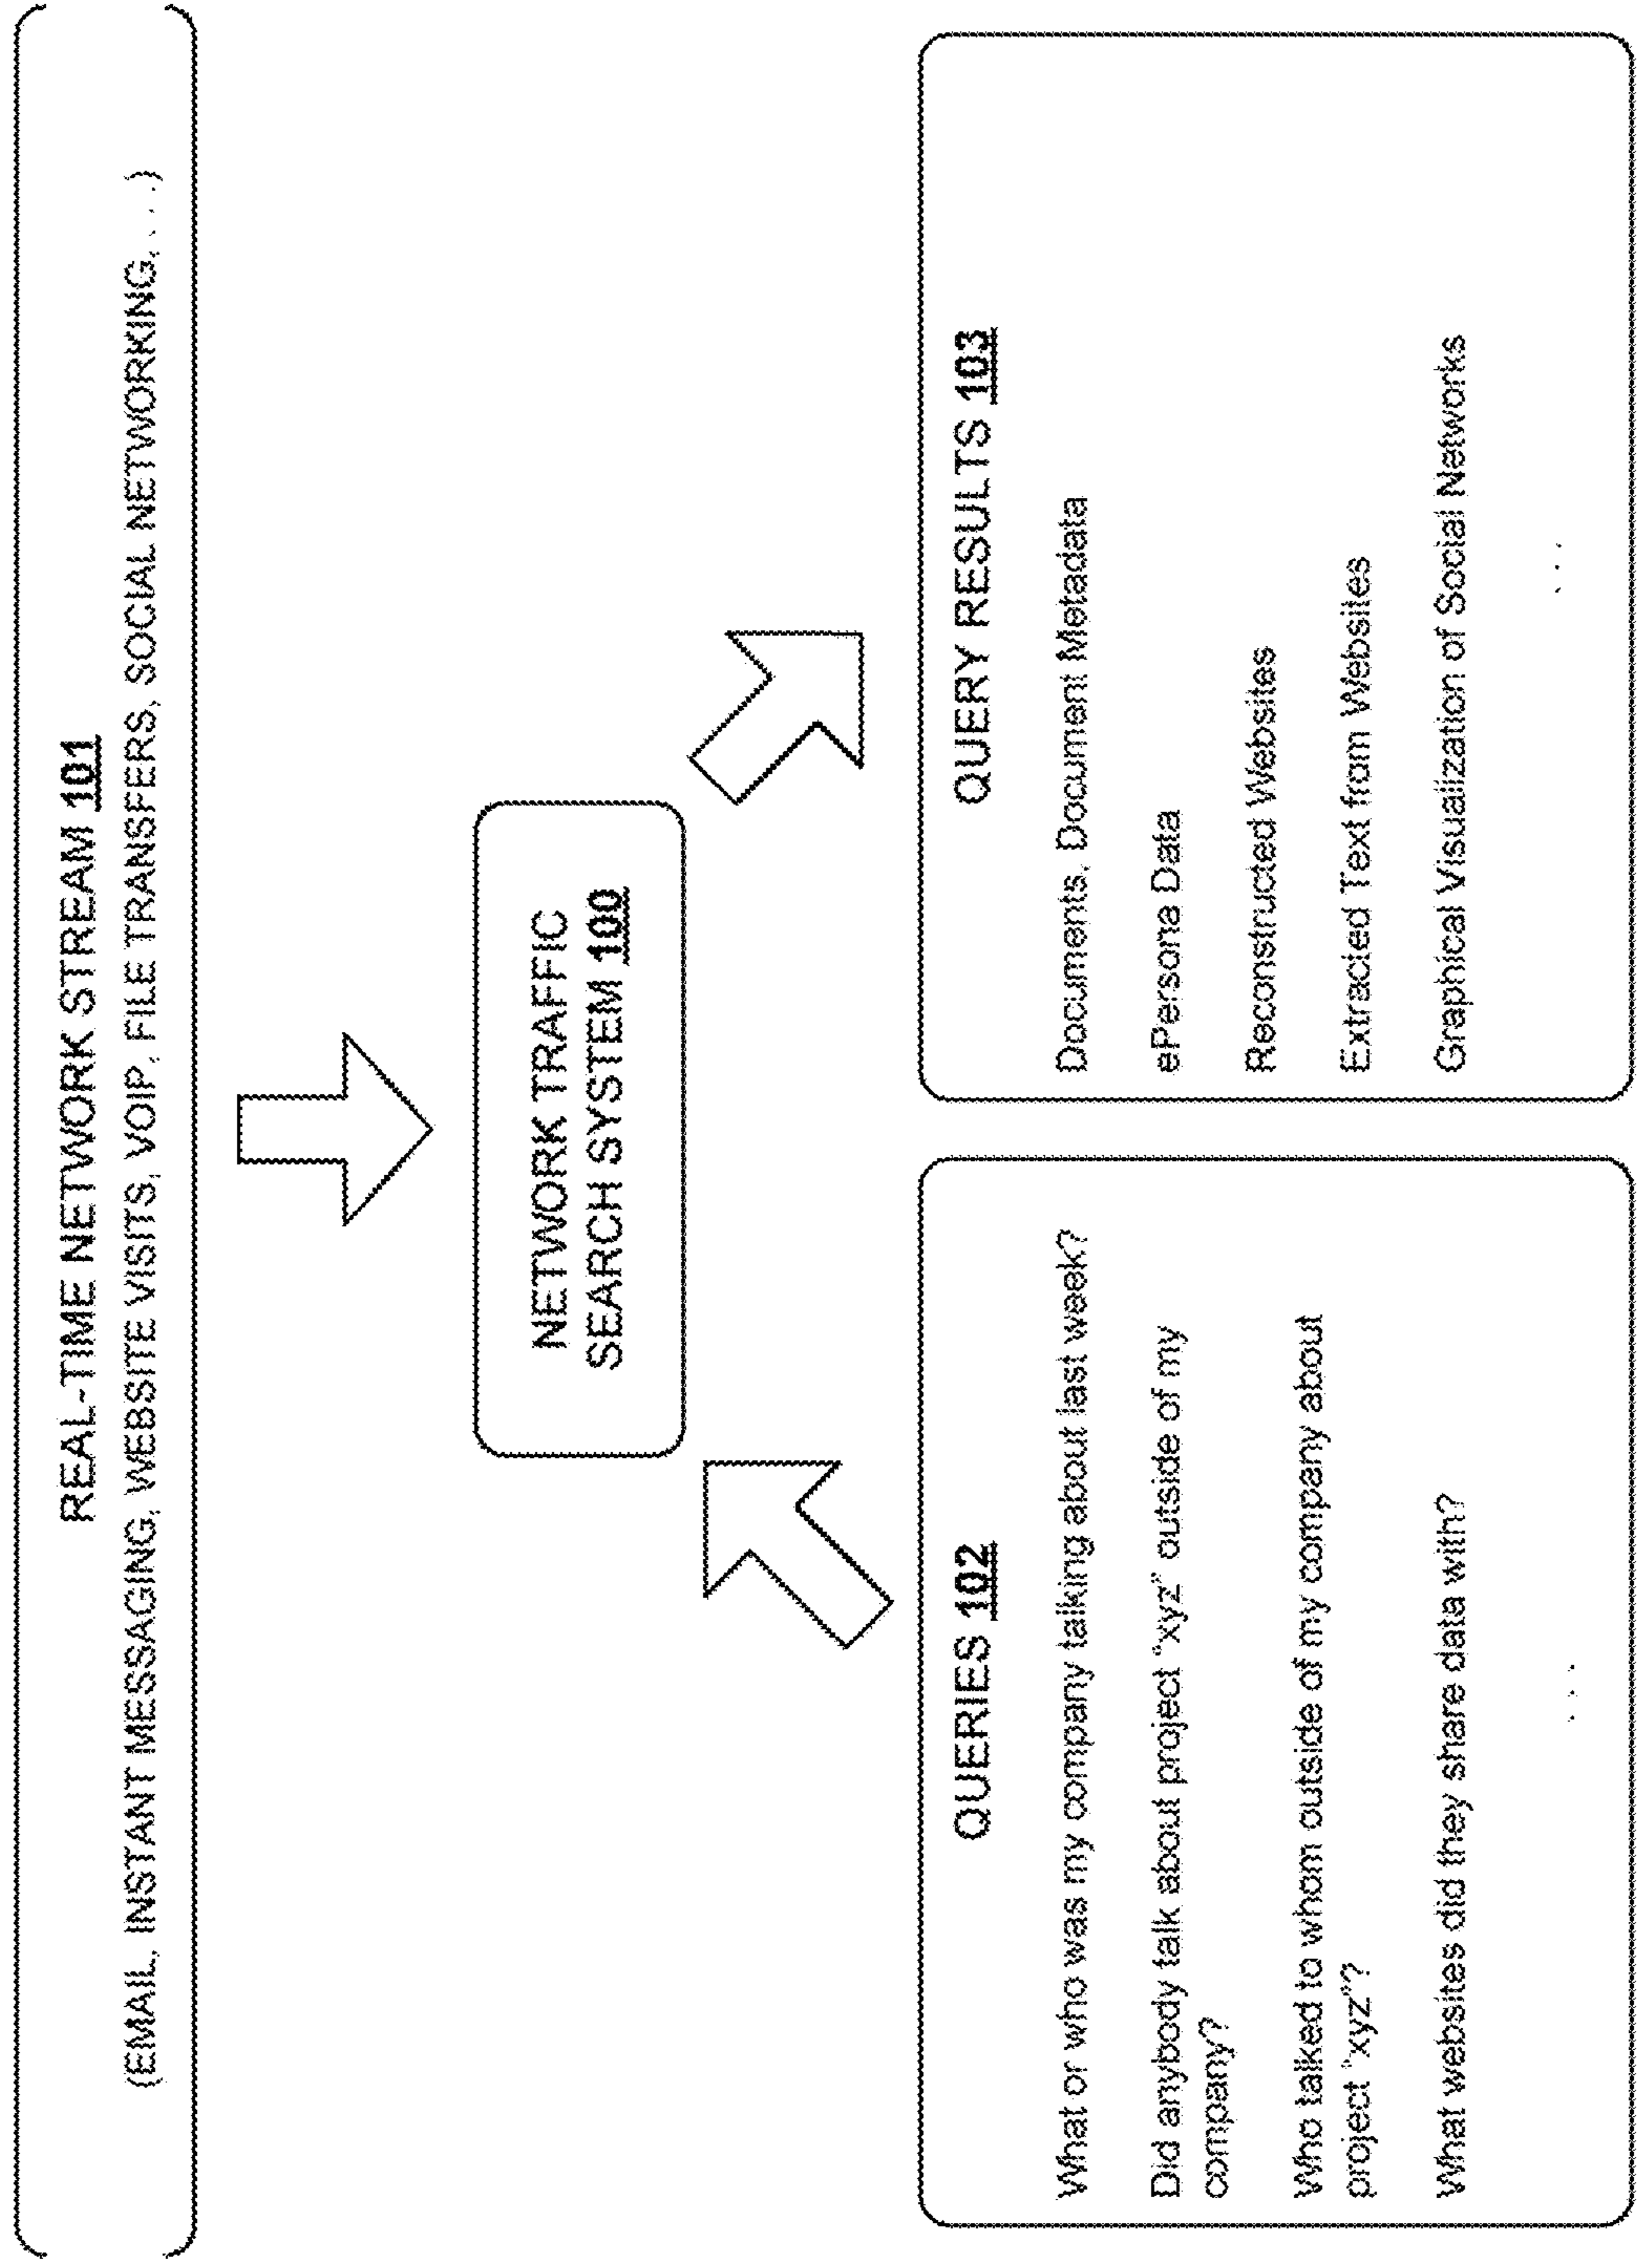 REAL-TIME NETWORK STREAM 101
(EMAIL, INSTANT MESSAGING, WEBSITE VISITS, VOIP, FILE TRANSFERS, SOCIAL NETWORKING, . . .)
NETWORK TRAFFIC
SEARCH SYSTEM 100
QUERIES 102
What or who was my company talking about last week?
Did anybody talk about project "xyz" outside of my
company?
Who talked to whom outside of my company about
project "xyz"?
What websites did they share data with?
. . .
QUERY RESULTS 103
Documents, Document Metadata
ePersona Data
Reconstructed Websites
Extracted Text from Websites
Graphical Visualization of Social Networks
. . .